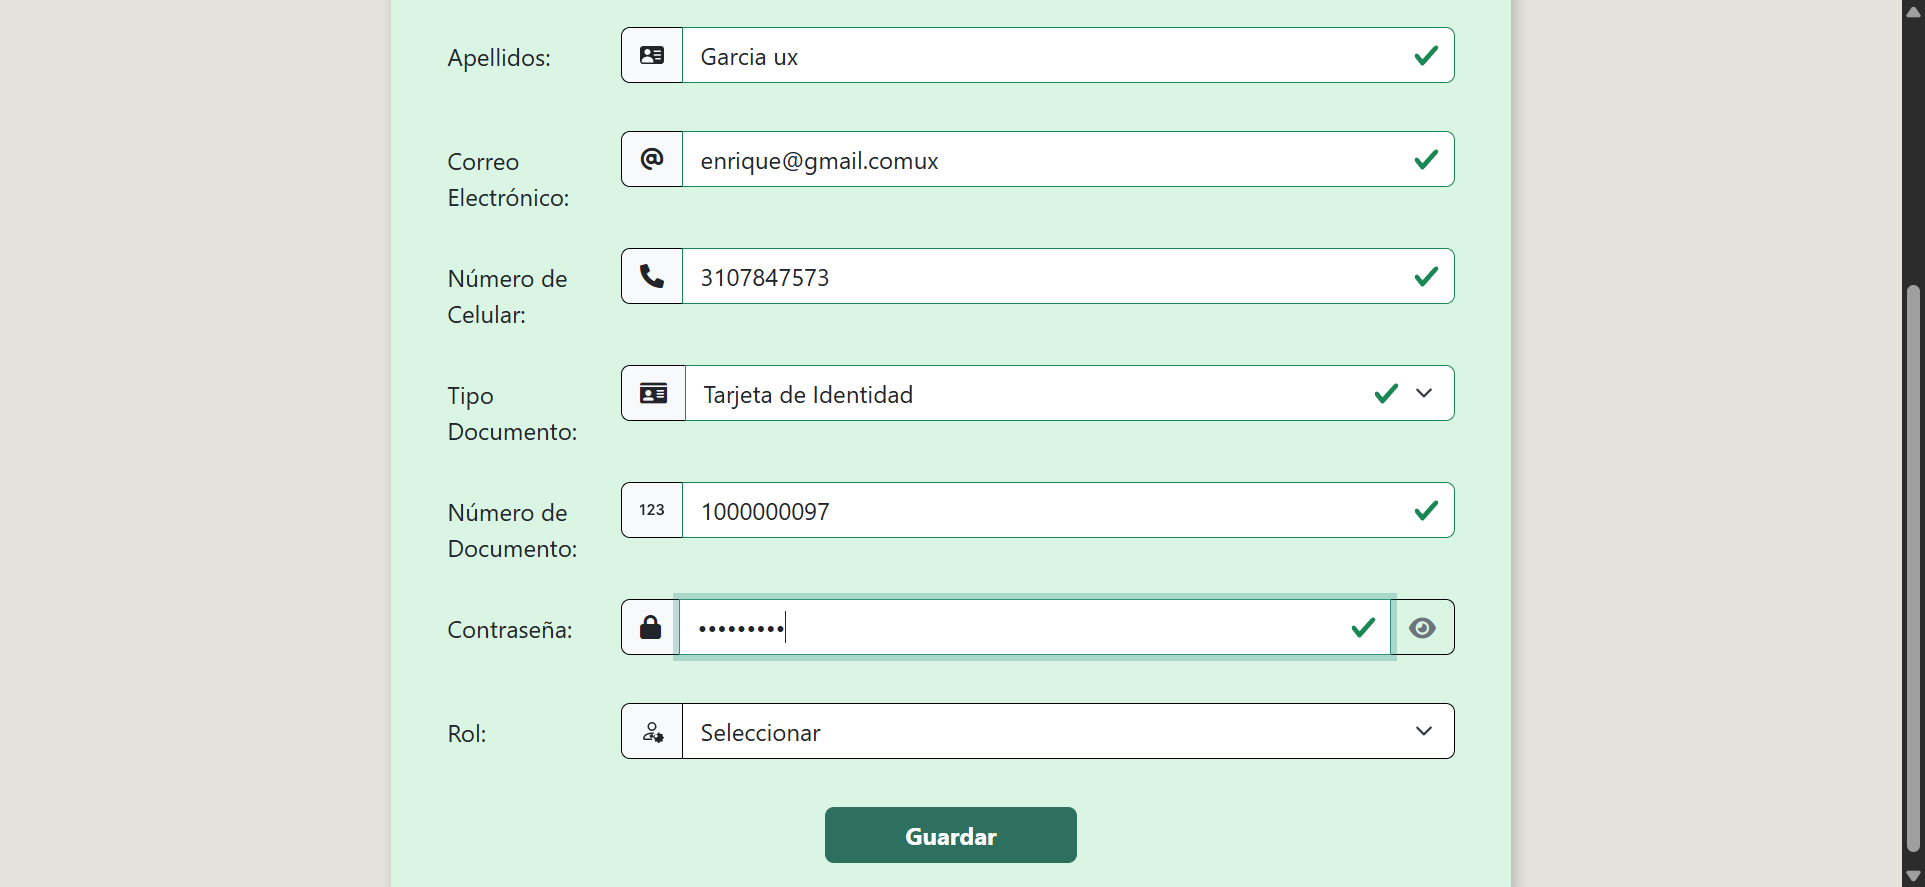 Apellidos:
Garcia ux
Correo
Electrónico:
@
enrique@gmail.comux
Número de
Celular:
3107847573
Tipo
Documento:
Tarjeta de Identidad
Número de
Documento:
123
1000000097
Contraseña:
•••••••••
Rol:
Seleccionar
Guardar